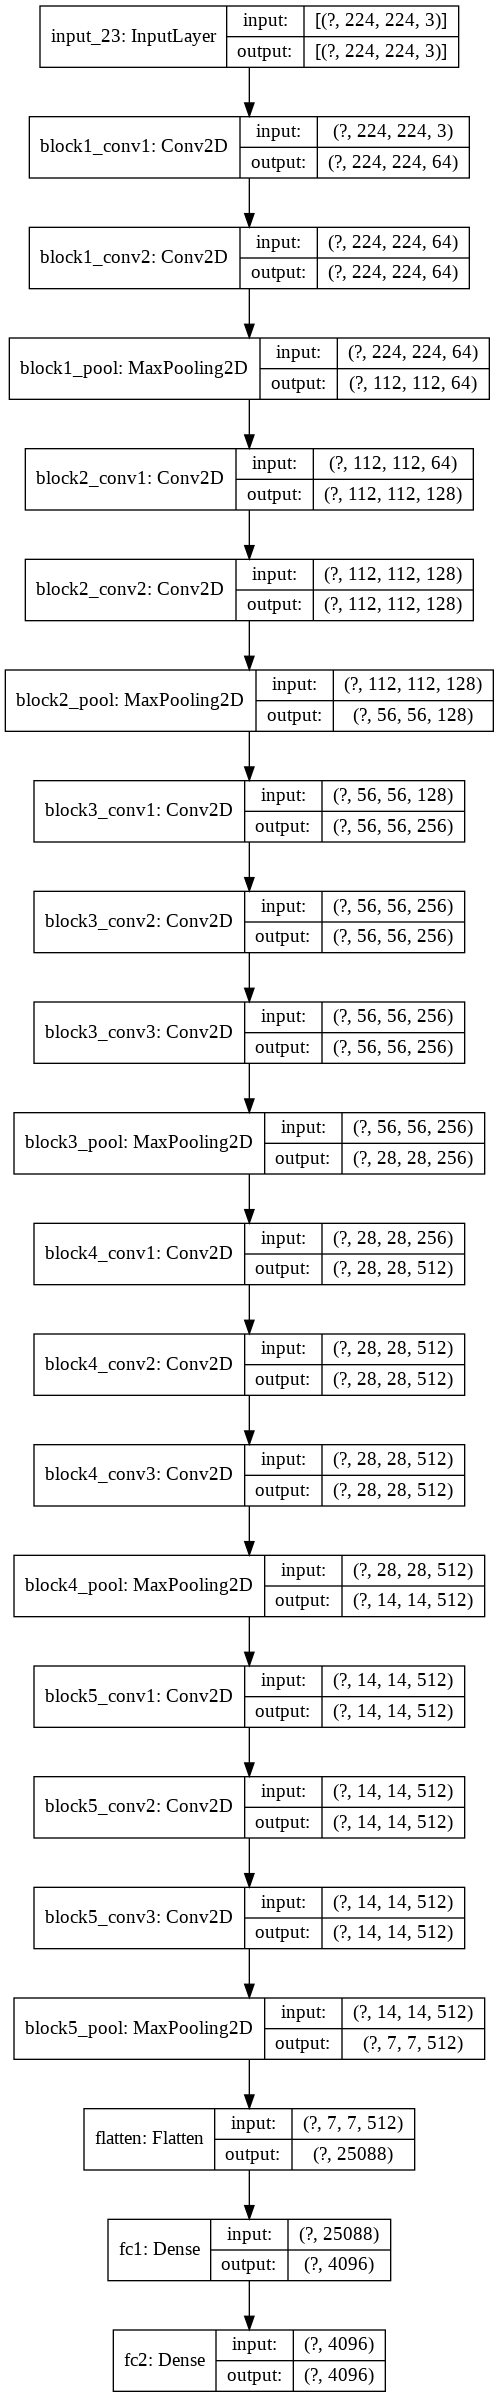 input_23: InputLayer
input: [(?, 224, 224, 3)]
output: [(?, 224, 224, 3)]
block1_conv1: Conv2D
input: (?, 224, 224, 3)
output: (?, 224, 224, 64)
block1_conv2: Conv2D
input: (?, 224, 224, 64)
output: (?, 224, 224, 64)
block1_pool: MaxPooling2D
input: (?, 224, 224, 64)
output: (?, 112, 112, 64)
block2_conv1: Conv2D
input: (?, 112, 112, 64)
output: (?, 112, 112, 128)
block2_conv2: Conv2D
input: (?, 112, 112, 128)
output: (?, 112, 112, 128)
block2_pool: MaxPooling2D
input: (?, 112, 112, 128)
output: (?, 56, 56, 128)
block3_conv1: Conv2D
input: (?, 56, 56, 128)
output: (?, 56, 56, 256)
block3_conv2: Conv2D
input: (?, 56, 56, 256)
output: (?, 56, 56, 256)
block3_conv3: Conv2D
input: (?, 56, 56, 256)
output: (?, 56, 56, 256)
block3_pool: MaxPooling2D
input: (?, 56, 56, 256)
output: (?, 28, 28, 256)
block4_conv1: Conv2D
input: (?, 28, 28, 256)
output: (?, 28, 28, 512)
block4_conv2: Conv2D
input: (?, 28, 28, 512)
output: (?, 28, 28, 512)
block4_conv3: Conv2D
input: (?, 28, 28, 512)
output: (?, 28, 28, 512)
block4_pool: MaxPooling2D
input: (?, 28, 28, 512)
output: (?, 14, 14, 512)
block5_conv1: Conv2D
input: (?, 14, 14, 512)
output: (?, 14, 14, 512)
block5_conv2: Conv2D
input: (?, 14, 14, 512)
output: (?, 14, 14, 512)
block5_conv3: Conv2D
input: (?, 14, 14, 512)
output: (?, 14, 14, 512)
block5_pool: MaxPooling2D
input: (?, 14, 14, 512)
output: (?, 7, 7, 512)
flatten: Flatten
input: (?, 7, 7, 512)
output: (?, 25088)
fc1: Dense
input: (?, 25088)
output: (?, 4096)
fc2: Dense
input: (?, 4096)
output: (?, 4096)